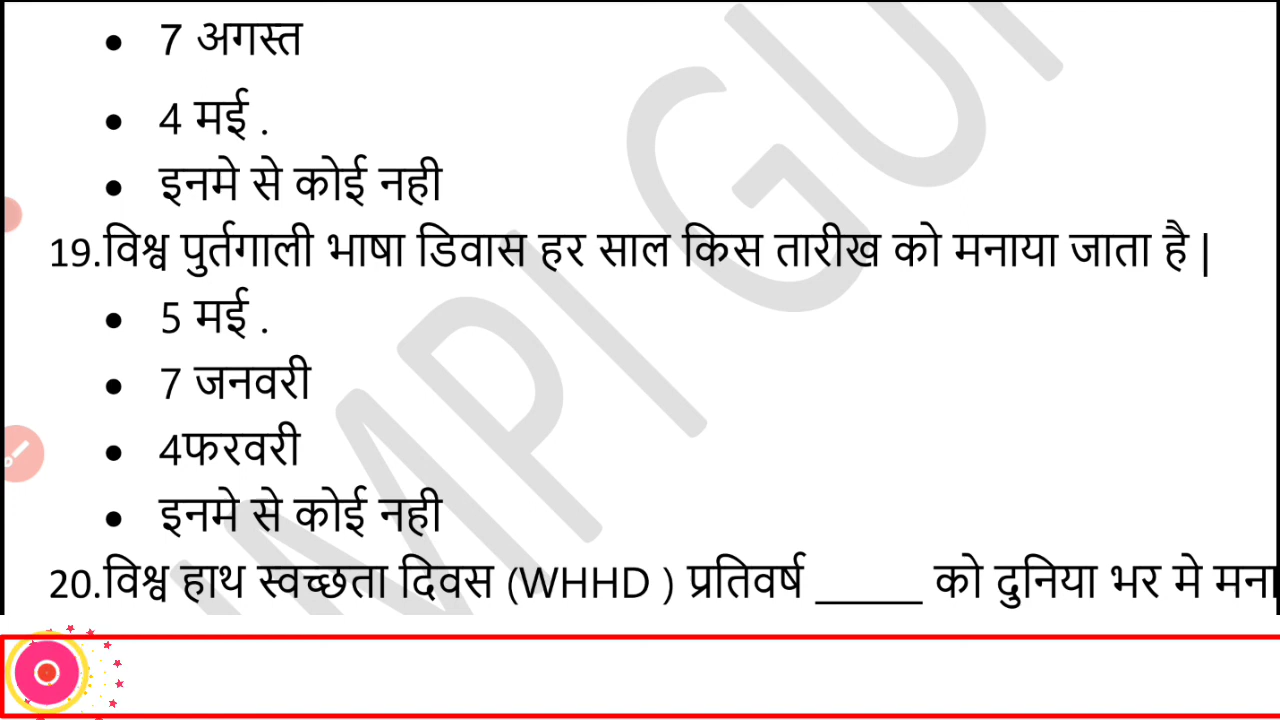 • 7 अगस्त
• 4 मई .
• इनमे से कोई नही
19.विश्व पुर्तगाली भाषा डिवास हर साल किस तारीख को मनाया जाता है |
• 5 मई .
• 7 जनवरी
• 4फरवरी
• इनमे से कोई नही
20.विश्व हाथ स्वच्छता दिवस (WHHD ) प्रतिवर्ष _____ को दुनिया भर मे मना